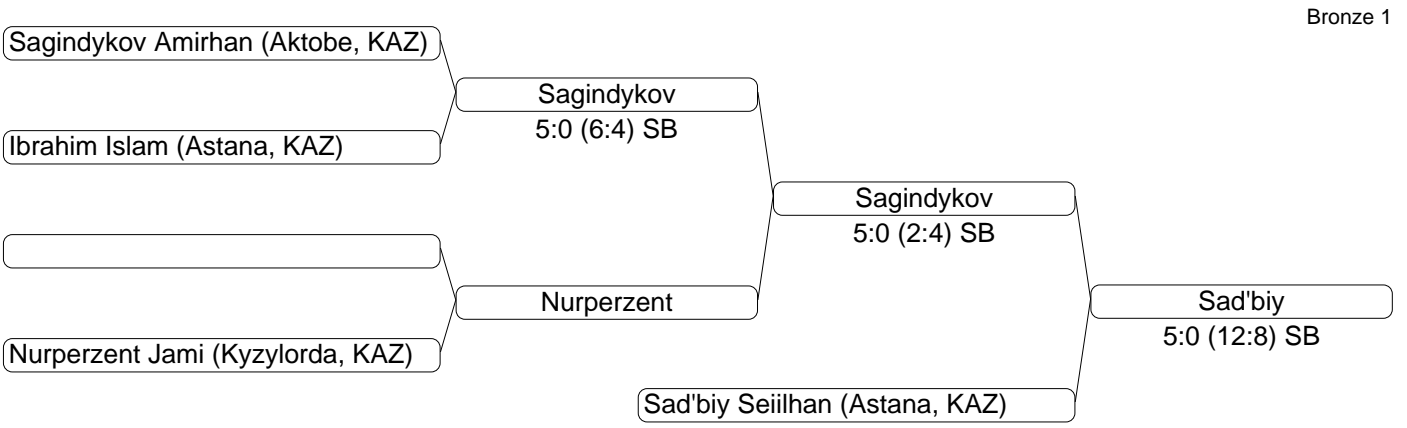 Bronze 1
Sagindykov Amirhan (Aktobe, KAZ)
Sagindykov
5:0 (6:4) SB
Ibrahim Islam (Astana, KAZ)
Sagindykov
5:0 (2:4) SB
Nurperzent
Sad'biy
5:0 (12:8) SB
Nurperzent Jami (Kyzylorda, KAZ)
Sad'biy Seiilhan (Astana, KAZ)